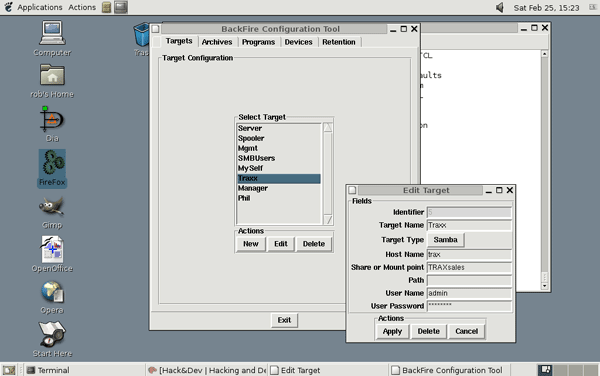 Applications Actions
Sat Feb 25, 15:23
Computer
rob's Home
Dia
FireFox
Gimp
OpenOffice
Opera
Start Here
BackFire Configuration Tool
Targets Archives Programs Devices Retention
Target Configuration
Select Target
Server
Spooler
Mgmt
SMBUsers
MySelf
Traxx
Manager
Phil
Actions
New Edit Delete
Exit
Edit Target
Fields
Identifier
Target Name Traxx
Target Type Samba
Host Name trax
Share or Mount point TRAXsales
Path
User Name admin
User Password ********
Actions
Apply Delete Cancel
Terminal
[Hack&Dev | Hacking and De
Edit Target
BackFire Configuration Tool